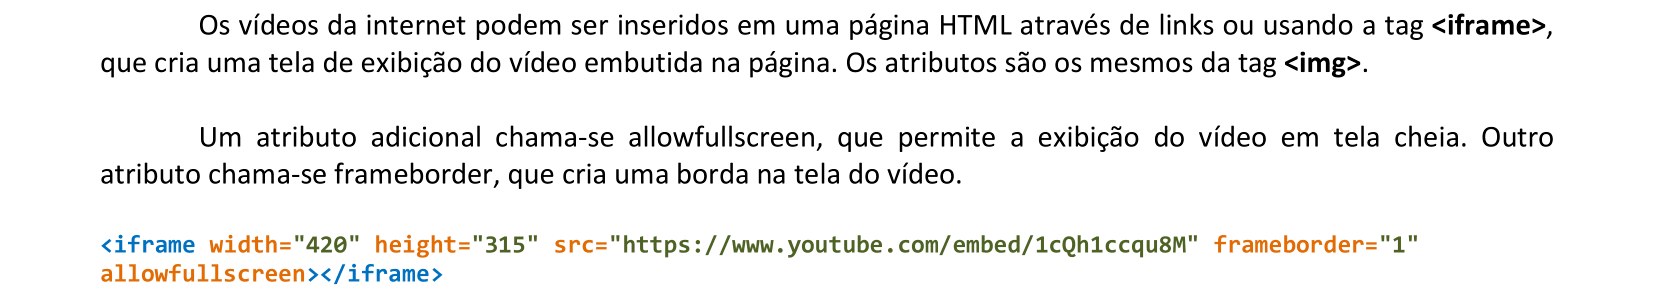 Os vídeos da internet podem ser inseridos em uma página HTML através de links ou usando a tag <iframe>,
que cria uma tela de exibição do vídeo embutida na página. Os atributos são os mesmos da tag <img>.
Um atributo adicional chama-se allowfullscreen, que permite a exibição do vídeo em tela cheia. Outro
atributo chama-se frameborder, que cria uma borda na tela do vídeo.
<iframe width="420" height="315" src="https://www.youtube.com/embed/1cQh1ccqu8M" frameborder="1"
allowfullscreen></iframe>